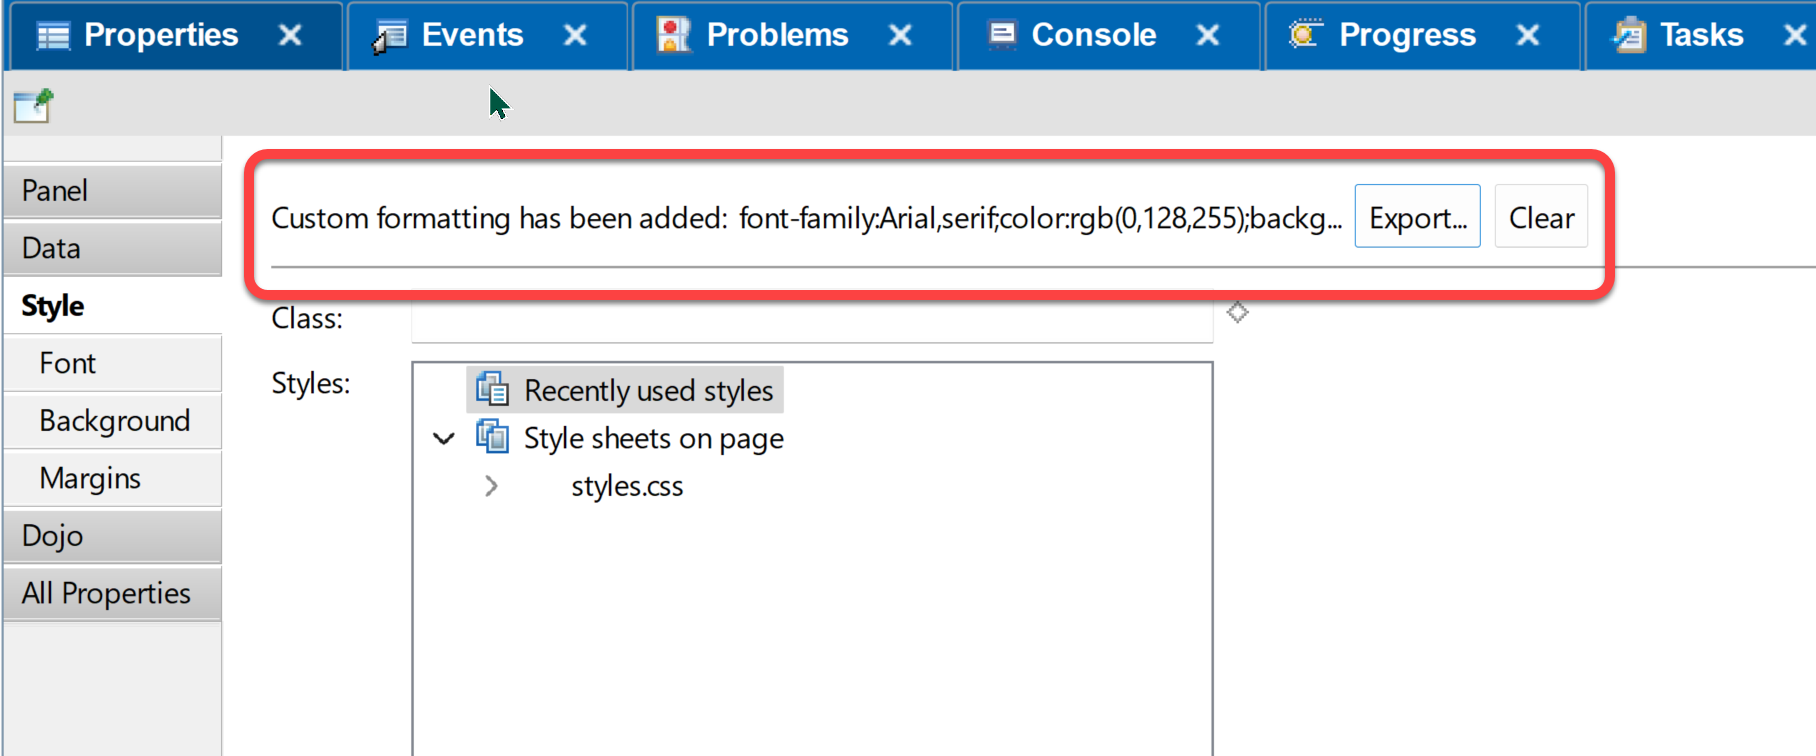 Properties
Events
Problems
Console
Progress
Tasks
Panel
Data
Style
Font
Background
Margins
Dojo
All Properties
Custom formatting has been added: font-family:Arial,serif;color:rgb(0,128,255);backg... Export... Clear
Class:
Styles:
Recently used styles
Style sheets on page
styles.css